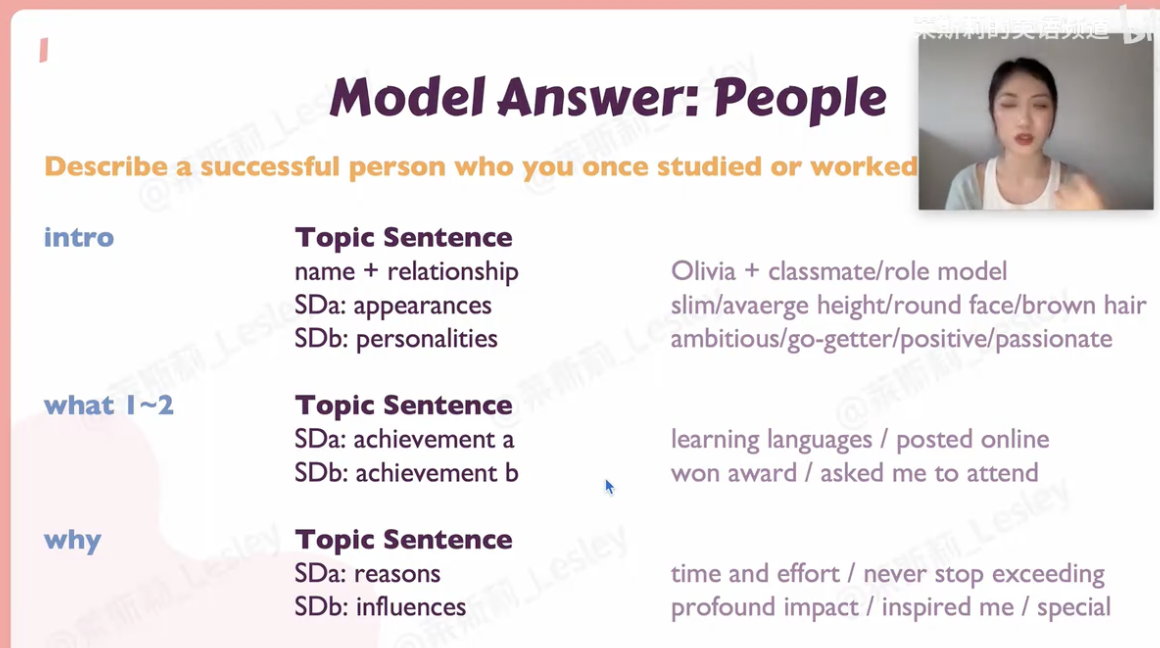 莱斯莉的英语频道
Model Answer: People
Describe a successful person who you once studied or worked
intro
Topic Sentence
name + relationship
Olivia + classmate/role model
SDa: appearances
slim/avaerge height/round face/brown hair
SDb: personalities
ambitious/go-getter/positive/passionate
what 1~2
Topic Sentence
SDa: achievement a
learning languages / posted online
SDb: achievement b
won award / asked me to attend
why
Topic Sentence
SDa: reasons
time and effort / never stop exceeding
SDb: influences
profound impact / inspired me / special
@莱斯莉_Lesley